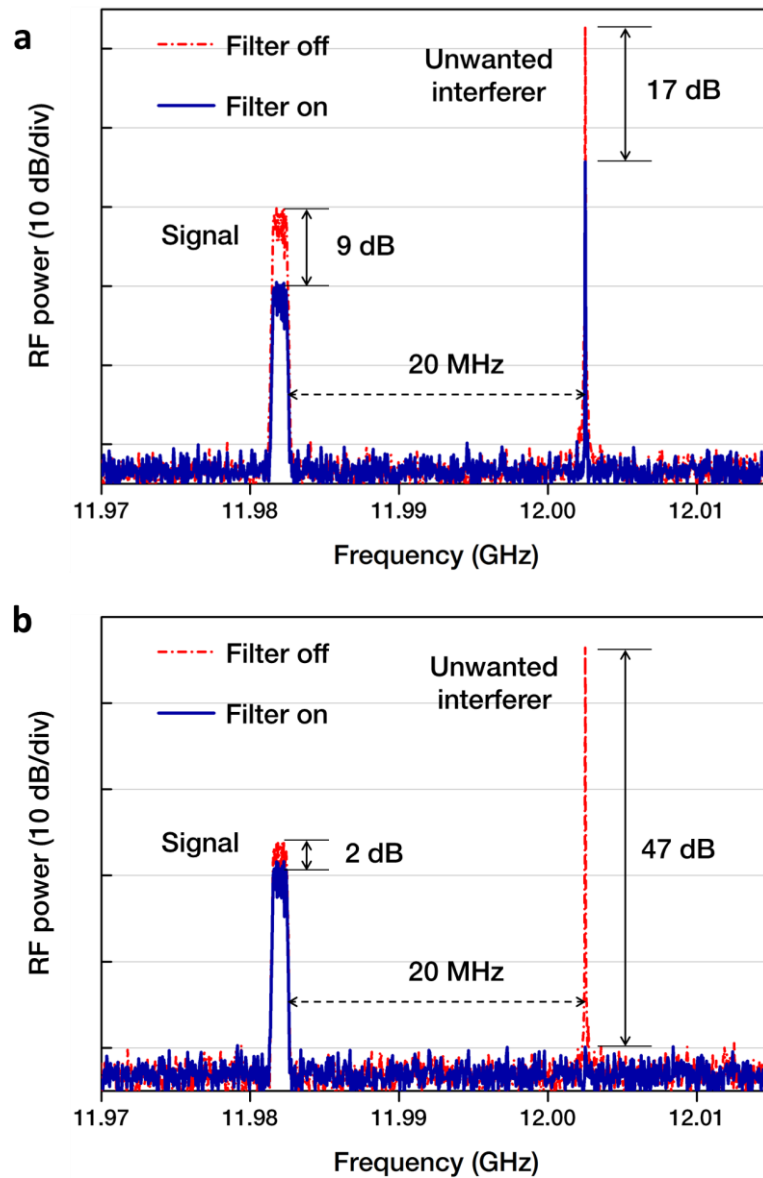 a
Filter off
Filter on
Unwanted
interferer
17 dB
Signal
9 dB
20 MHz
RF power (10 dB/div)
11.97
11.98
11.99
12.00
12.01
Frequency (GHz)
b
Filter off
Filter on
Unwanted
interferer
Signal
2 dB
47 dB
20 MHz
RF power (10 dB/div)
11.97
11.98
11.99
12.00
12.01
Frequency (GHz)